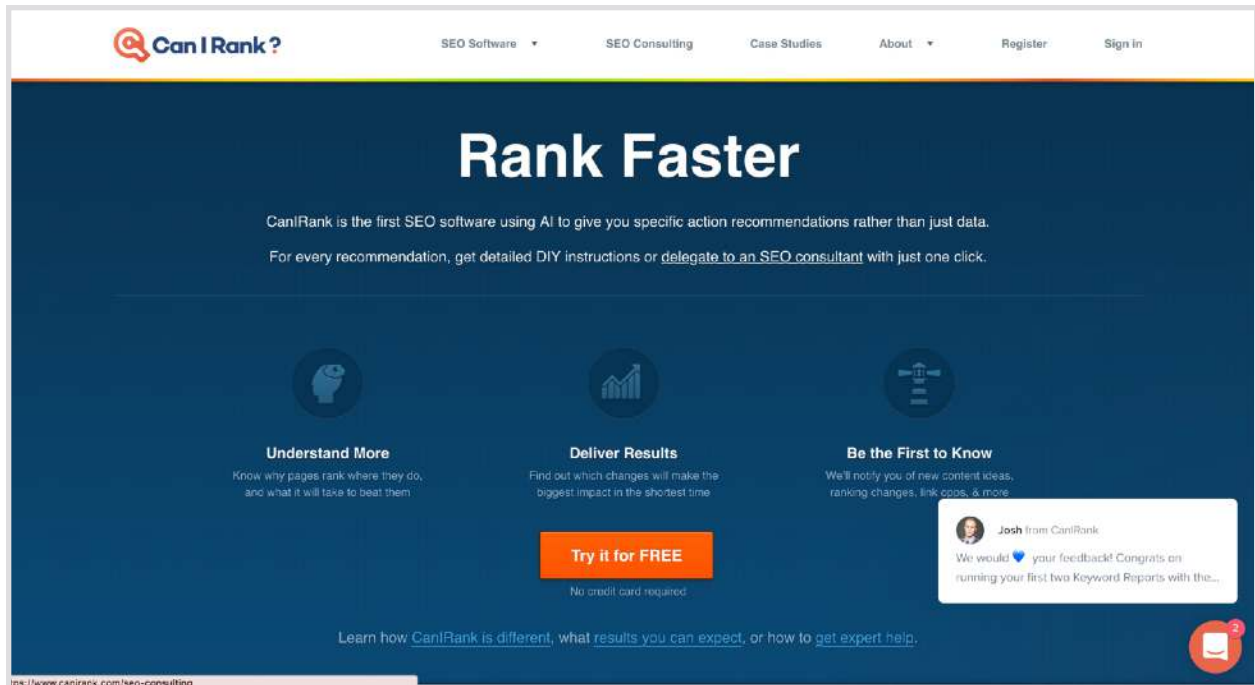 Can I Rank ?
SEO Software ▼ SEO Consulting Case Studies About ▼ Register Sign in
Rank Faster
CanIRank is the first SEO software using AI to give you specific action recommendations rather than just data.
For every recommendation, get detailed DIY instructions or delegate to an SEO consultant with just one click.
Understand More
Know why pages rank where they do,
and what it will take to beat them
Deliver Results
Find out which changes will make the
biggest impact in the shortest time
Be the First to Know
We'll notify you of new content ideas,
ranking changes, link opps, & more
Try it for FREE
No credit card required
Josh from CanIRank
We would 💙 your feedback! Congrats on
running your first two Keyword Reports with the...
2
Learn how CanIRank is different, what results you can expect, or how to get expert help.
ps://www.canirank.com/seo-consulting